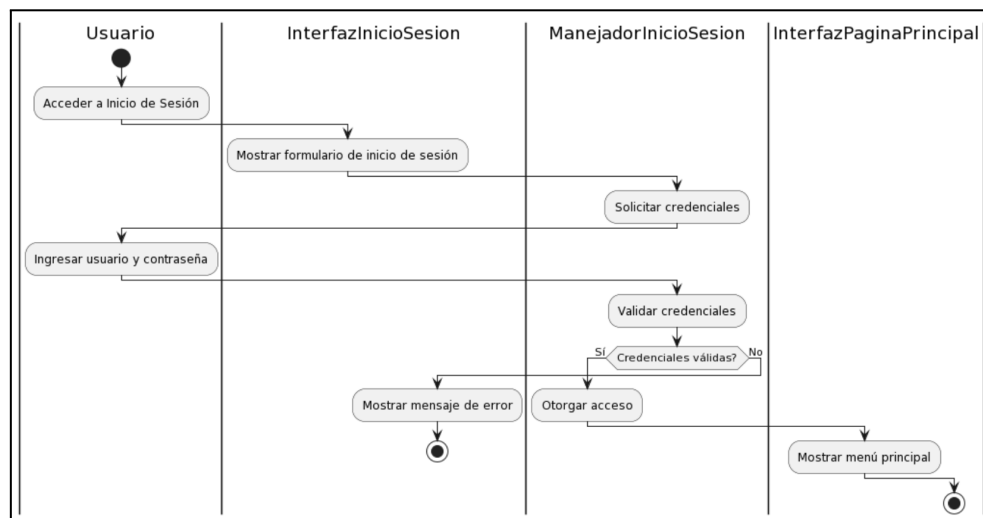 Usuario
InterfazInicioSesion
ManejadorInicioSesion
InterfazPaginaPrincipal
Acceder a Inicio de Sesión
Mostrar formulario de inicio de sesión
Solicitar credenciales
Ingresar usuario y contraseña
Validar credenciales
Sí
Credenciales válidas?
No
Mostrar mensaje de error
Otorgar acceso
Mostrar menú principal